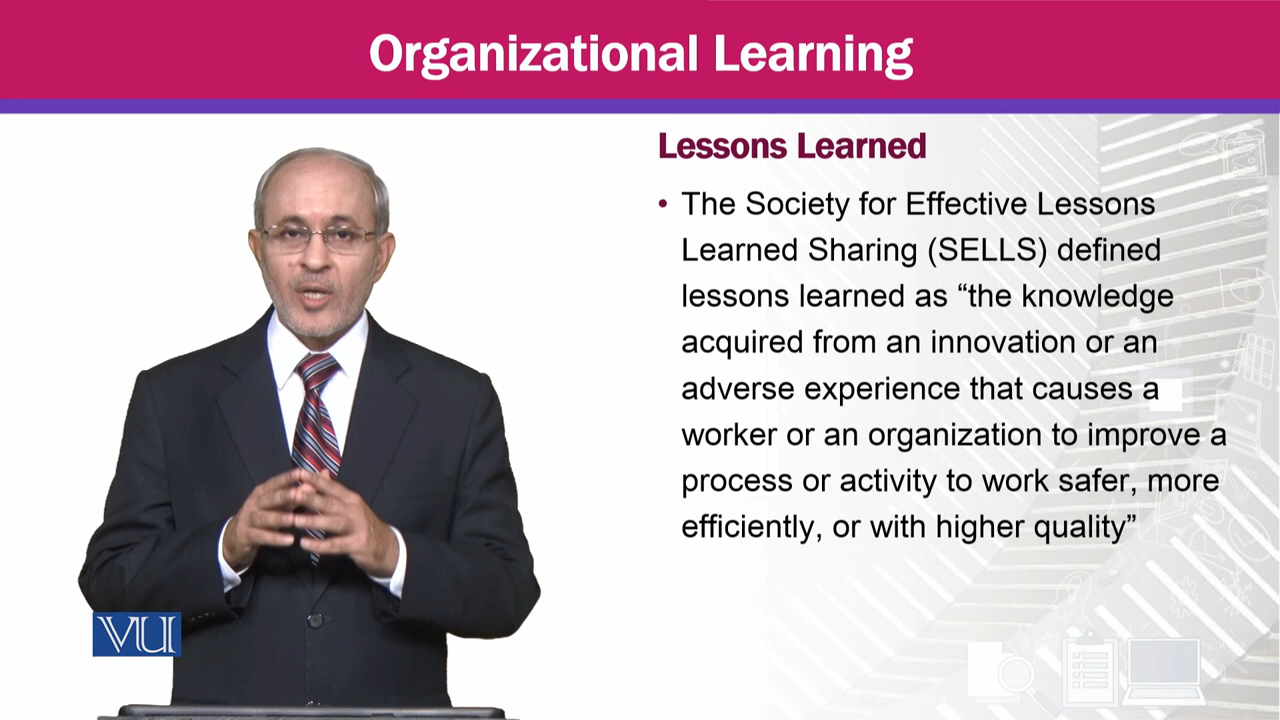 Organizational Learning
Lessons Learned
• The Society for Effective Lessons
Learned Sharing (SELLS) defined
lessons learned as “the knowledge
acquired from an innovation or an
adverse experience that causes a
worker or an organization to improve a
process or activity to work safer, more
efficiently, or with higher quality”
VU